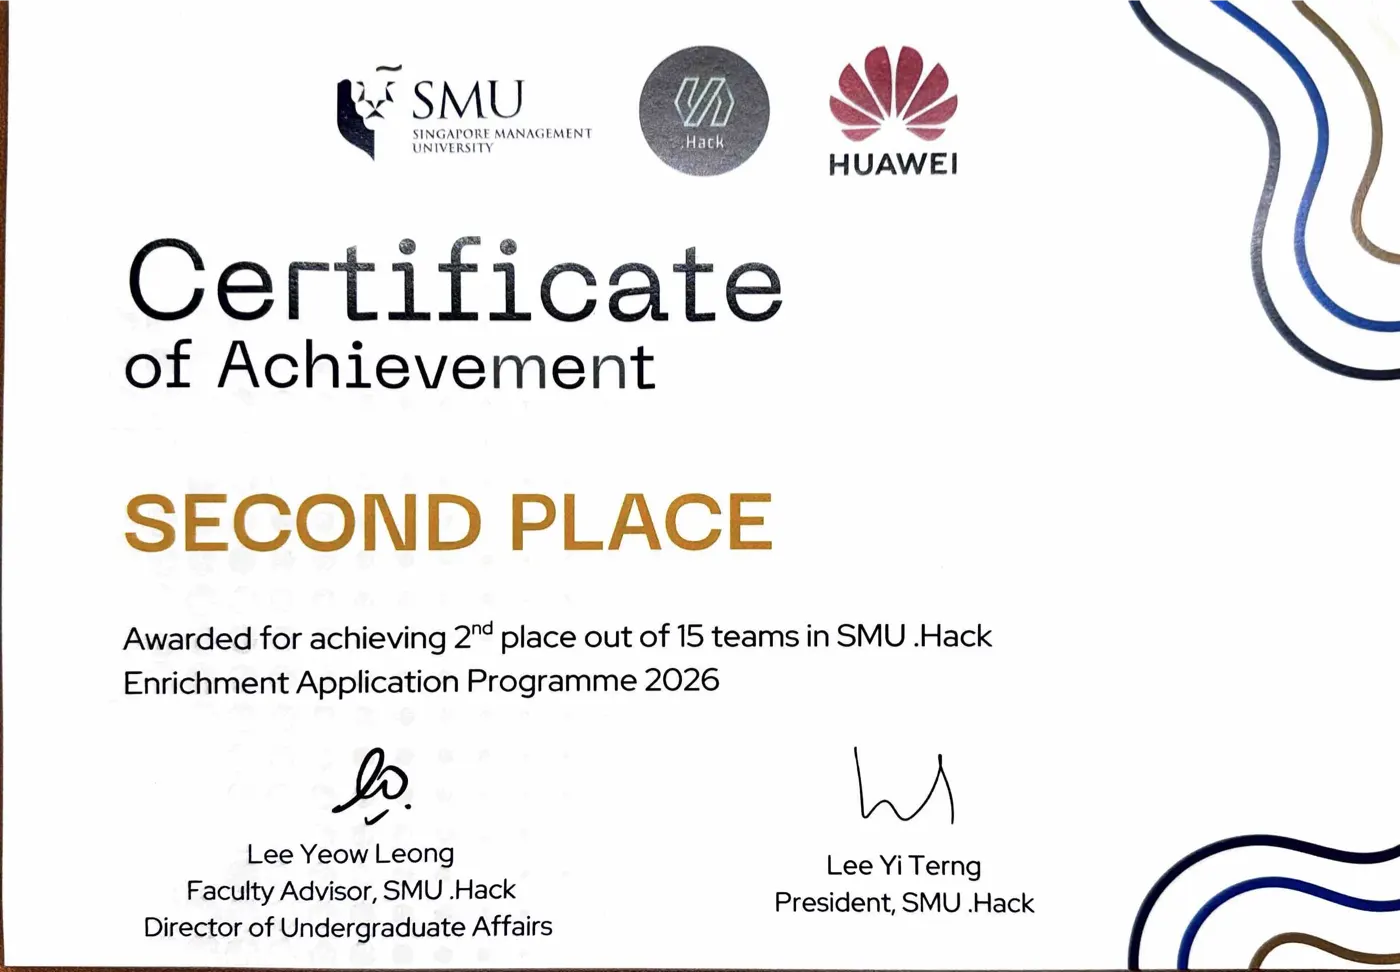 SMU
SINGAPORE MANAGEMENT
UNIVERSITY
.Hack
HUAWEI
Certificate
of Achievement
SECOND PLACE
Awarded for achieving 2nd place out of 15 teams in SMU .Hack
Enrichment Application Programme 2026
Lee Yeow Leong
Faculty Advisor, SMU .Hack
Director of Undergraduate Affairs
Lee Yi Terng
President, SMU .Hack